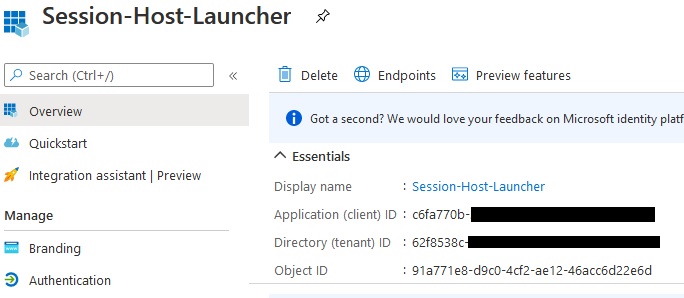 Session-Host-Launcher
Search (Ctrl+/)
«
Delete
Endpoints
Preview features
Overview
Quickstart
Integration assistant | Preview
Manage
Branding
Authentication
Got a second? We would love your feedback on Microsoft identity platf
Essentials
Display name : Session-Host-Launcher
Application (client) ID : c6fa770b-
Directory (tenant) ID : 62f8538c-
Object ID : 91a771e8-d9c0-4cf2-ae12-46acc6d22e6d